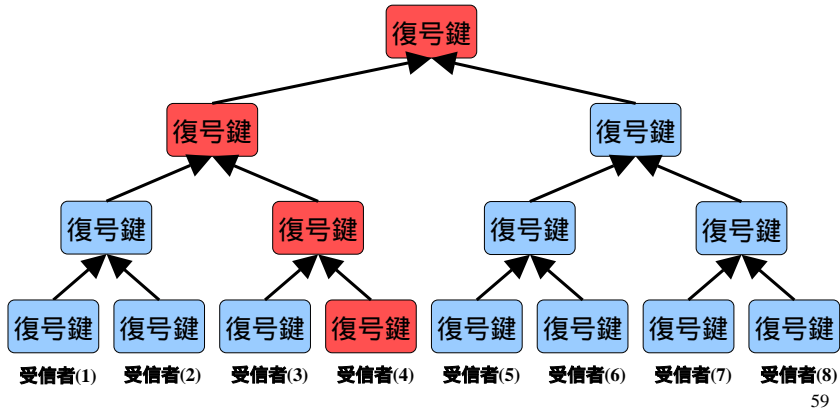 復号鍵
復号鍵 復号鍵
復号鍵 復号鍵 復号鍵 復号鍵
復号鍵 復号鍵 復号鍵 復号鍵 復号鍵 復号鍵 復号鍵 復号鍵
受信者(1) 受信者(2) 受信者(3) 受信者(4) 受信者(5) 受信者(6) 受信者(7) 受信者(8)
59